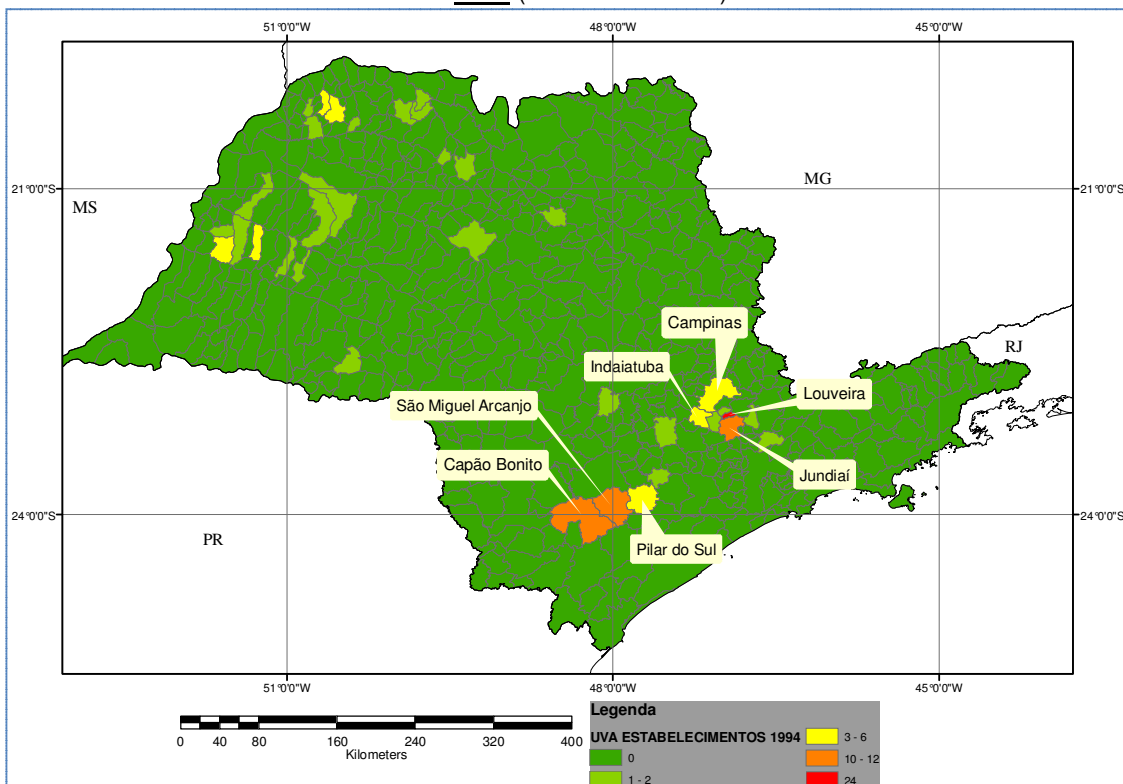 51°0'0"W 48°0'0"W 45°0'0"W
21°0'0"S 21°0'0"S
MG
MS
Campinas
RJ
Indaiatuba
Louveira
São Miguel Arcanjo
Capão Bonito
Jundiaí
24°0'0"S 24°0'0"S
PR
Pilar do Sul
51°0'0"W 48°0'0"W 45°0'0"W
0 40 80 160 240 320 400
Kilometers
Legenda
UVA ESTABELECIMENTOS 1994
0
1 - 2
3 - 6
10 - 12
24